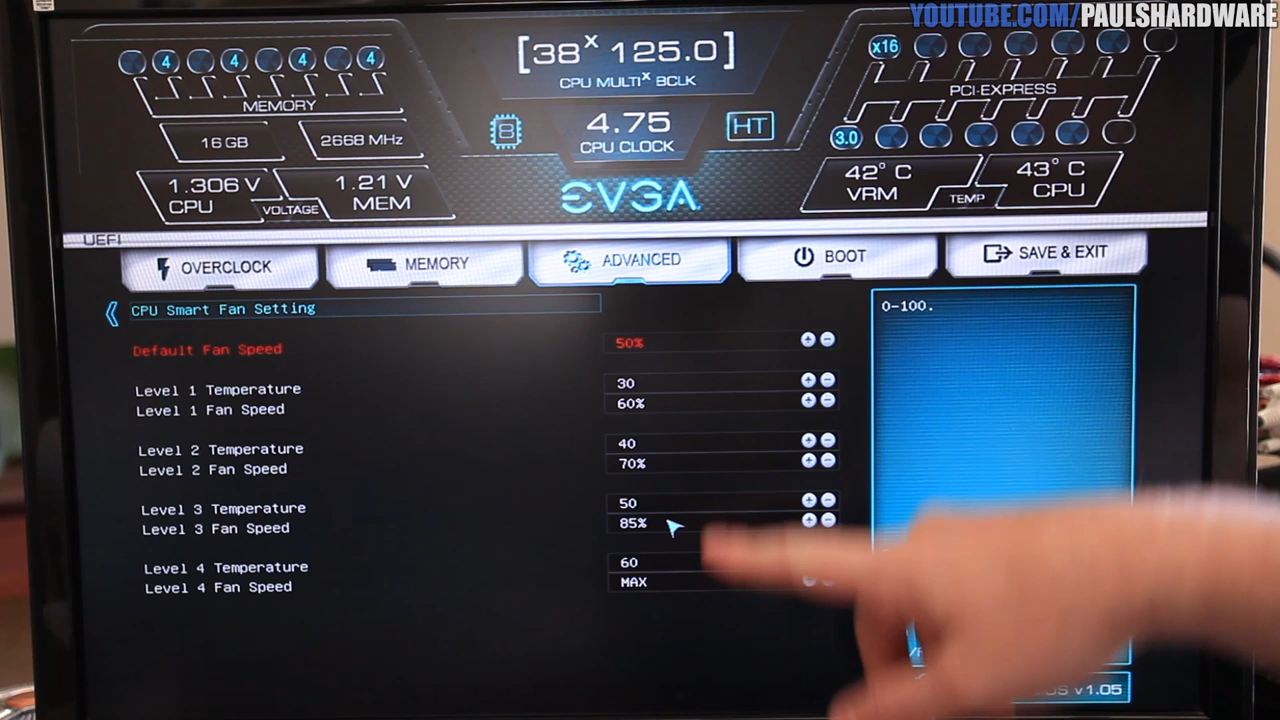 YOUTUBE.COM/PAULSHARDWARE
4 4 4 4
MEMORY
16 GB
2668 MHz
1.306 V
CPU
VOLTAGE
1.21 V
MEM
[38x 125.0]
CPU MULTIx BCLK
8
4.75
CPU CLOCK
HT
EVGA
x16
PCI-EXPRESS
3.0
42° C
VRM
TEMP
43° C
CPU
UEFI
OVERCLOCK
MEMORY
ADVANCED
BOOT
SAVE & EXIT
CPU Smart Fan Setting
0-100.
Default Fan Speed 50%
Level 1 Temperature 30
Level 1 Fan Speed 60%
Level 2 Temperature 40
Level 2 Fan Speed 70%
Level 3 Temperature 50
Level 3 Fan Speed 85%
Level 4 Temperature 60
Level 4 Fan Speed MAX
v1.05